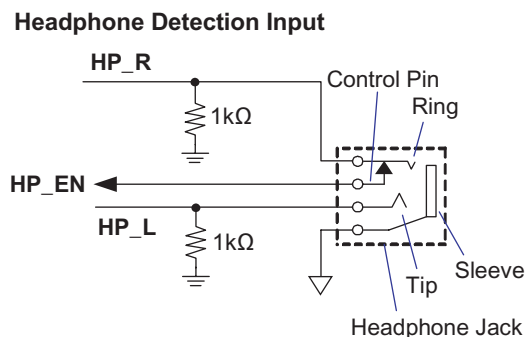 Headphone Detection Input
HP_R
Control Pin
Ring
1kΩ
HP_EN
HP_L
1kΩ
Sleeve
Tip
Headphone Jack